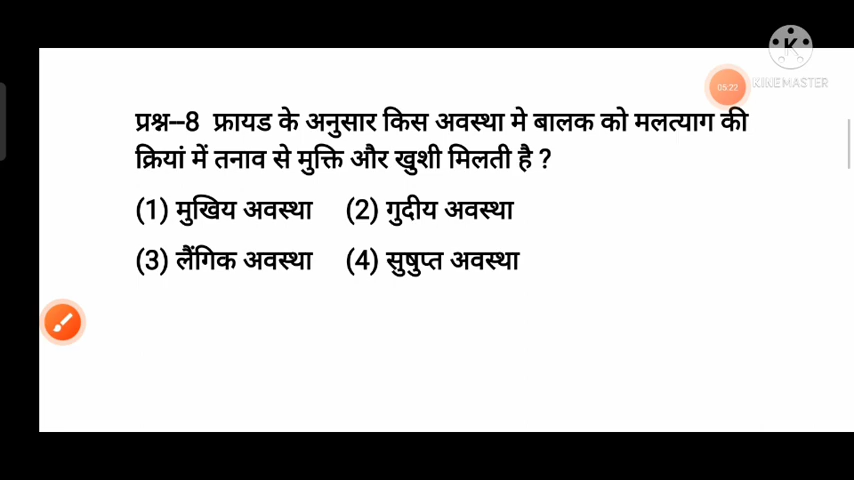 K
KINEMASTER
05:22
प्रश्न--8 फ्रायड के अनुसार किस अवस्था मे बालक को मलत्याग की
क्रियां में तनाव से मुक्ति और खुशी मिलती है ?
(1) मुखिय अवस्था (2) गुदीय अवस्था
(3) लैंगिक अवस्था (4) सुषुप्त अवस्था